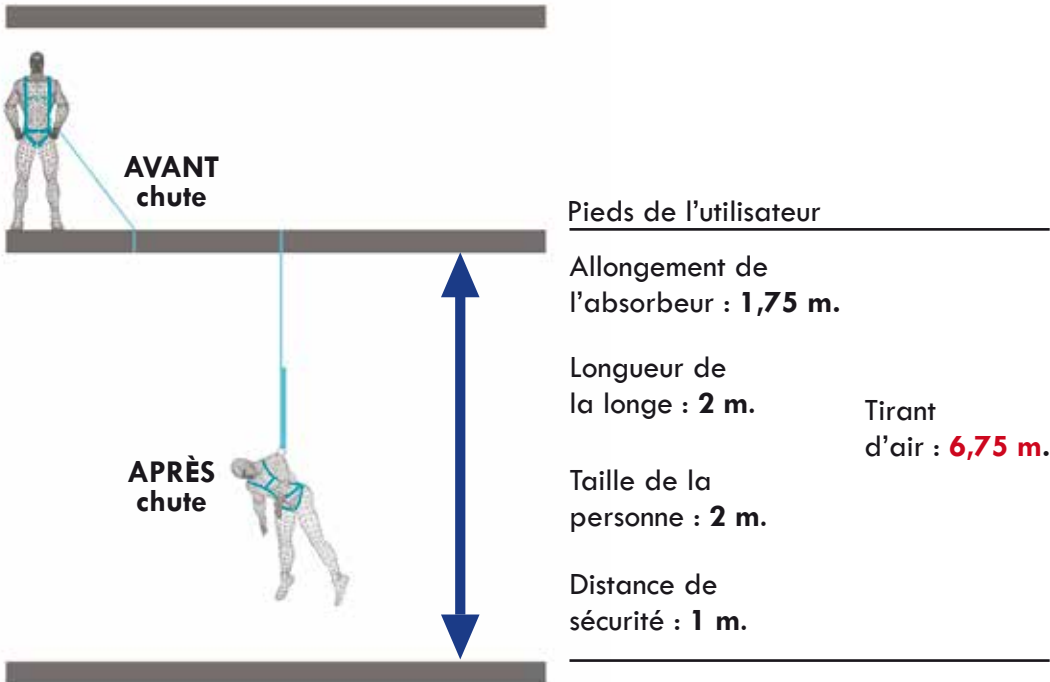 AVANT
chute
Pieds de l’utilisateur
Allongement de
l’absorbeur : 1,75 m.
Longueur de
la longe : 2 m.
Tirant
d’air : 6,75 m.
APRÈS
chute
Taille de la
personne : 2 m.
Distance de
sécurité : 1 m.